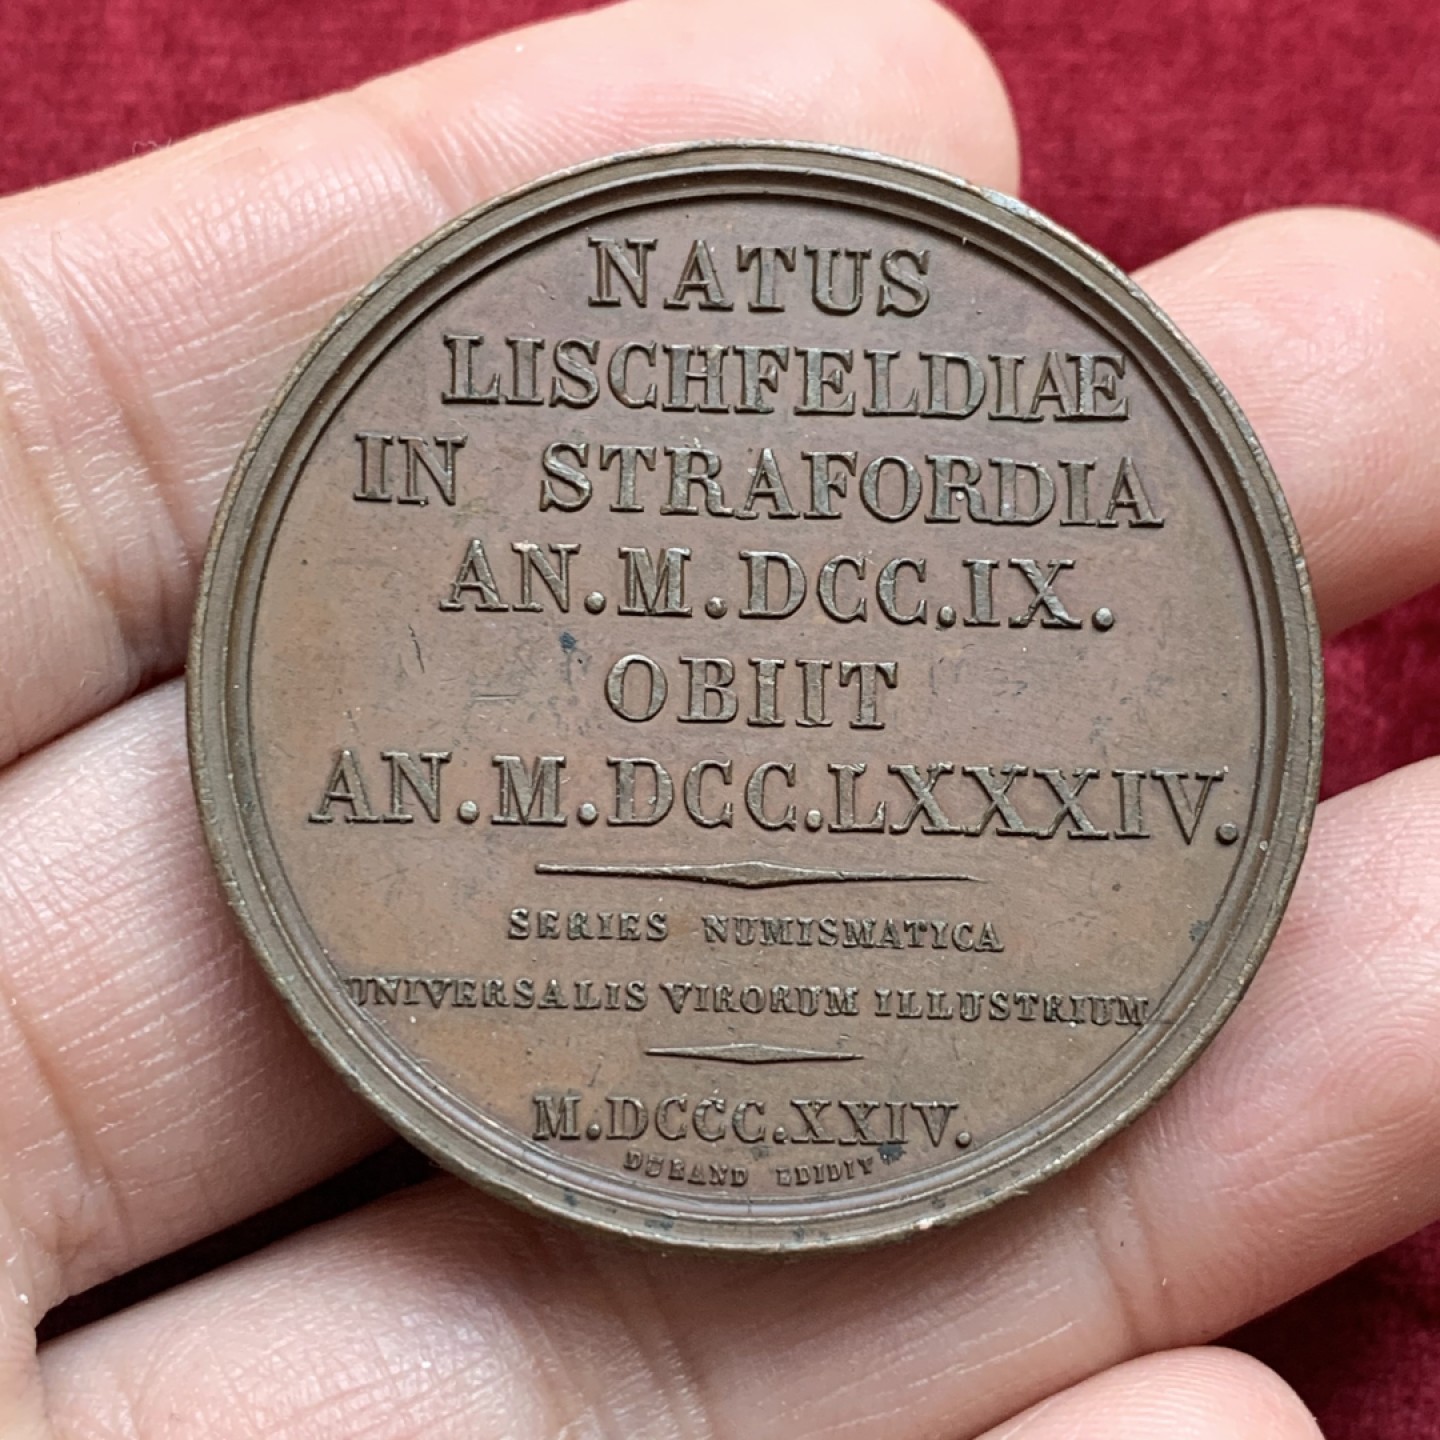 NATUS
LISCHFELDIÆ
IN STRAFORDIA
AN.M.DCC.IX.
OBIIT
AN.M.DCC.LXXXIV.
SERIES NUMISMATICA
UNIVERSALIS VIRORUM ILLUSTRIUM
M.DCCC.XXIV.
DURAND EDIDIT